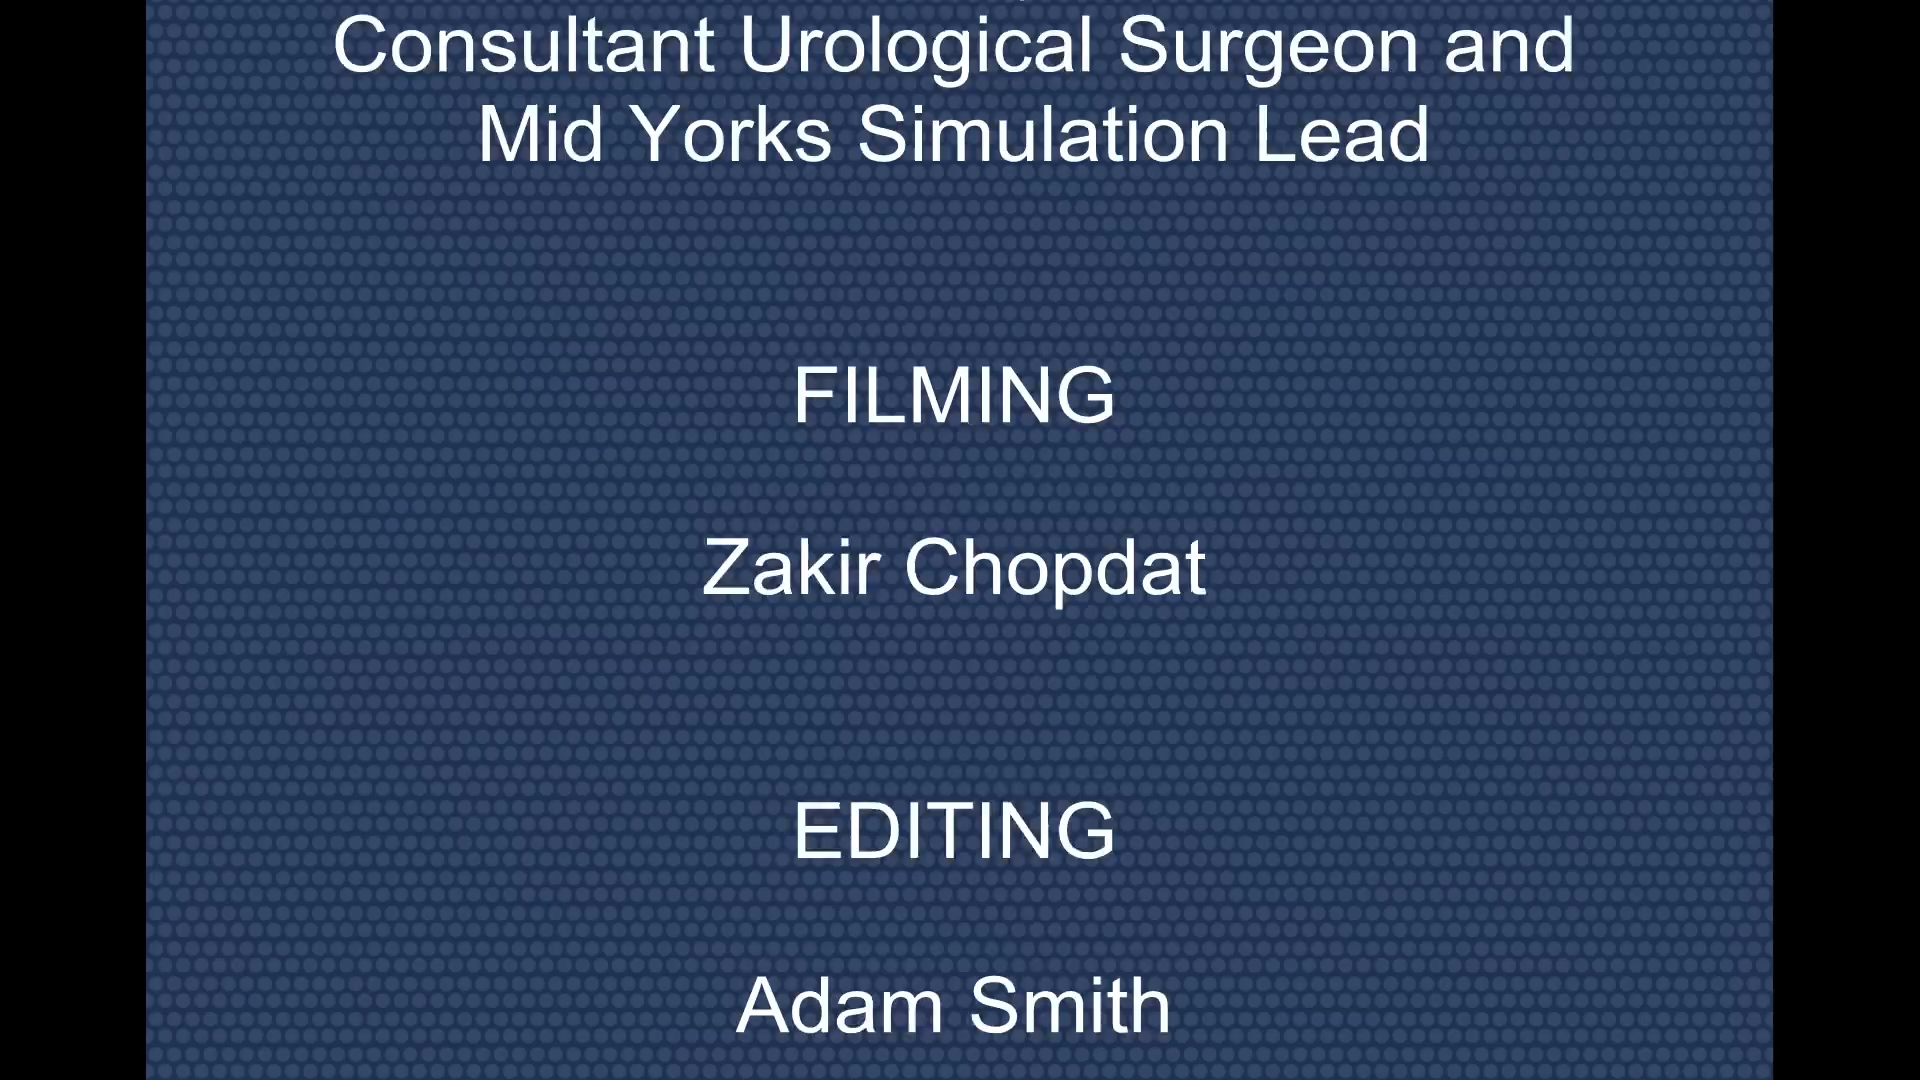 Consultant Urological Surgeon and
Mid Yorks Simulation Lead
FILMING
Zakir Chopdat
EDITING
Adam Smith